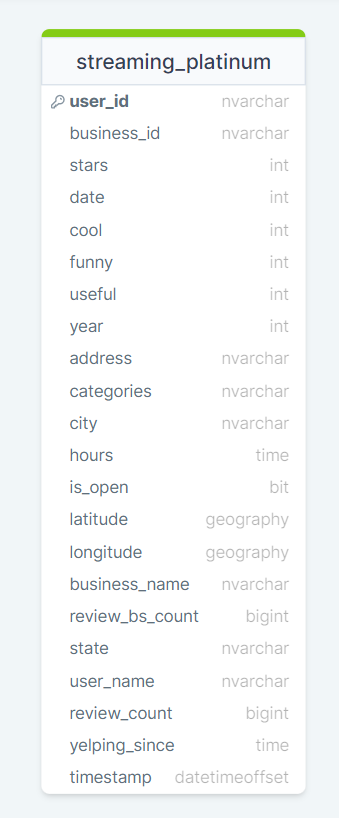 streaming_platinum
user_id nvarchar
business_id nvarchar
stars int
date int
cool int
funny int
useful int
year int
address nvarchar
categories nvarchar
city nvarchar
hours time
is_open bit
latitude geography
longitude geography
business_name nvarchar
review_bs_count bigint
state nvarchar
user_name nvarchar
review_count bigint
yelping_since time
timestamp datetimeoffset